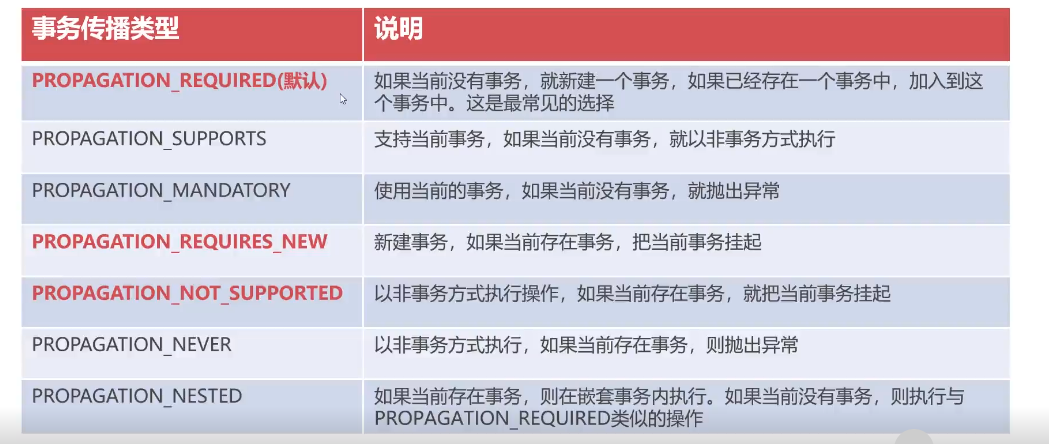 事务传播类型 说明
PROPAGATION_REQUIRED(默认) 如果当前没有事务，就新建一个事务，如果已经存在一个事务中，加入到这
个事务中。这是最常见的选择
PROPAGATION_SUPPORTS 支持当前事务，如果当前没有事务，就以非事务方式执行
PROPAGATION_MANDATORY 使用当前的事务，如果当前没有事务，就抛出异常
PROPAGATION_REQUIRES_NEW 新建事务，如果当前存在事务，把当前事务挂起
PROPAGATION_NOT_SUPPORTED 以非事务方式执行操作，如果当前存在事务，就把当前事务挂起
PROPAGATION_NEVER 以非事务方式执行，如果当前存在事务，则抛出异常
PROPAGATION_NESTED 如果当前存在事务，则在嵌套事务内执行。如果当前没有事务，则执行与
PROPAGATION_REQUIRED类似的操作